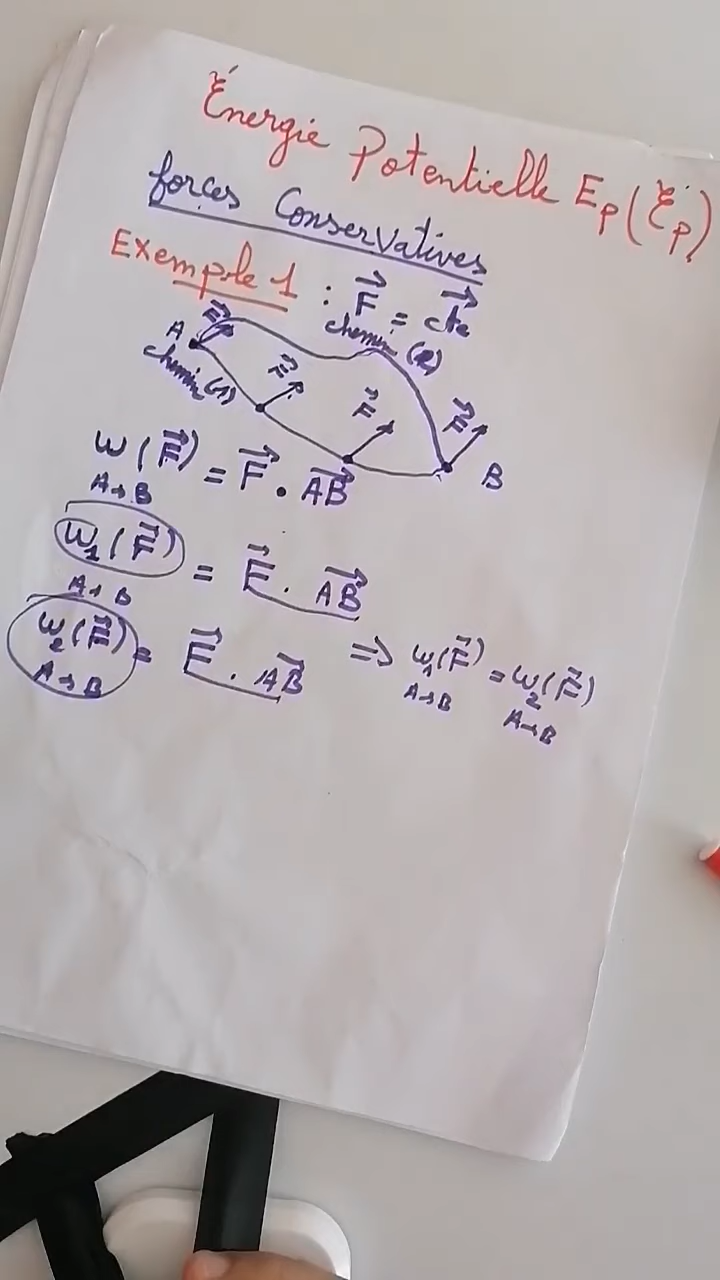 Énergie Potentielle Ep (Ɛp)
forces Conservatives
Exemple 1 : F⃗ = cte⃗
chemin (2)
A F⃗
chemin (1) F⃗ F⃗ F⃗
B
W (F⃗) = F⃗ . AB⃗
A→B
W₁ (F⃗) = F⃗ . AB⃗
A→B
W₂ (F⃗) = F⃗ . AB⃗ => W₁ (F⃗) = W₂ (F⃗)
A→B A→B A→B